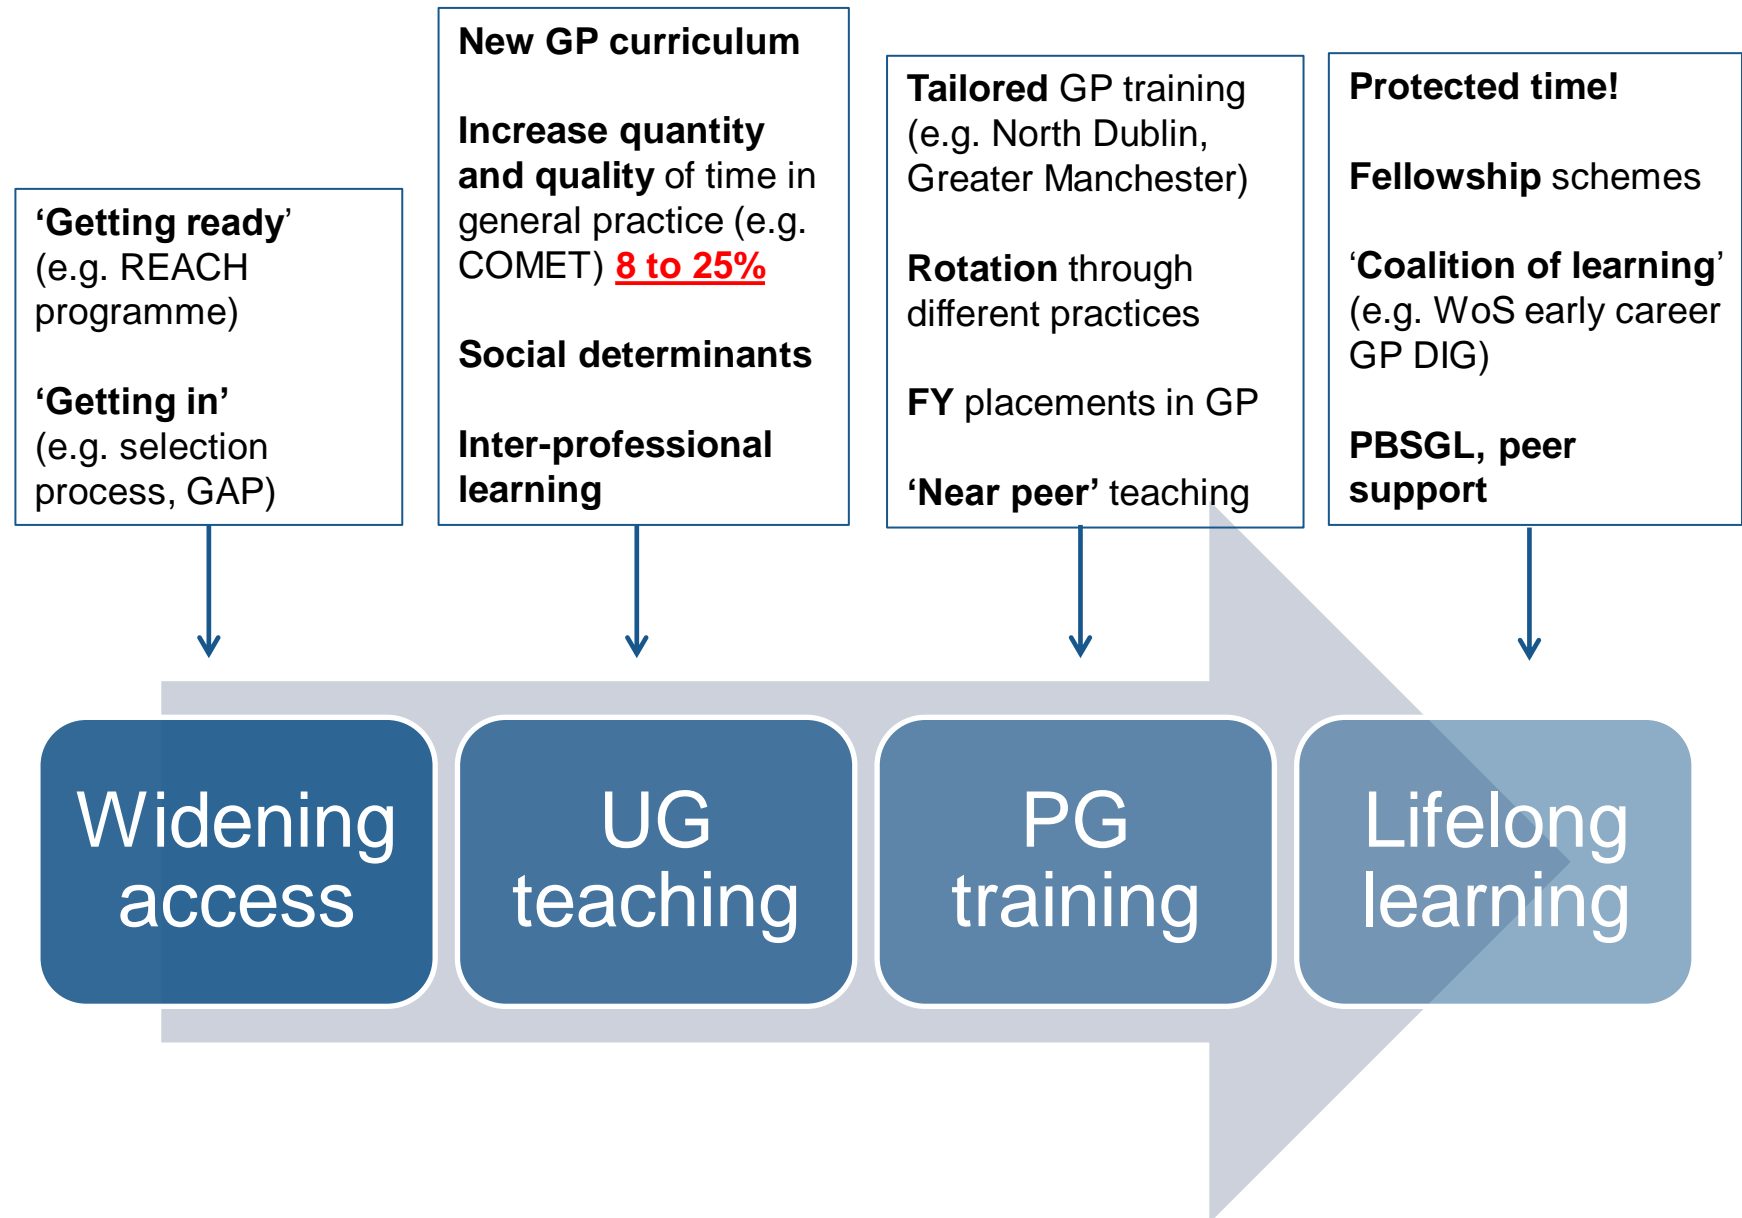 ‘Getting ready’
(e.g. REACH
programme)
‘Getting in’
(e.g. selection
process, GAP)
New GP curriculum
Increase quantity
and quality of time in
general practice (e.g.
COMET) 8 to 25%
Social determinants
Inter-professional
learning
Tailored GP training
(e.g. North Dublin,
Greater Manchester)
Rotation through
different practices
FY placements in GP
‘Near peer’ teaching
Protected time!
Fellowship schemes
‘Coalition of learning’
(e.g. WoS early career
GP DIG)
PBSGL, peer
support
Widening
access
UG
teaching
PG
training
Lifelong
learning